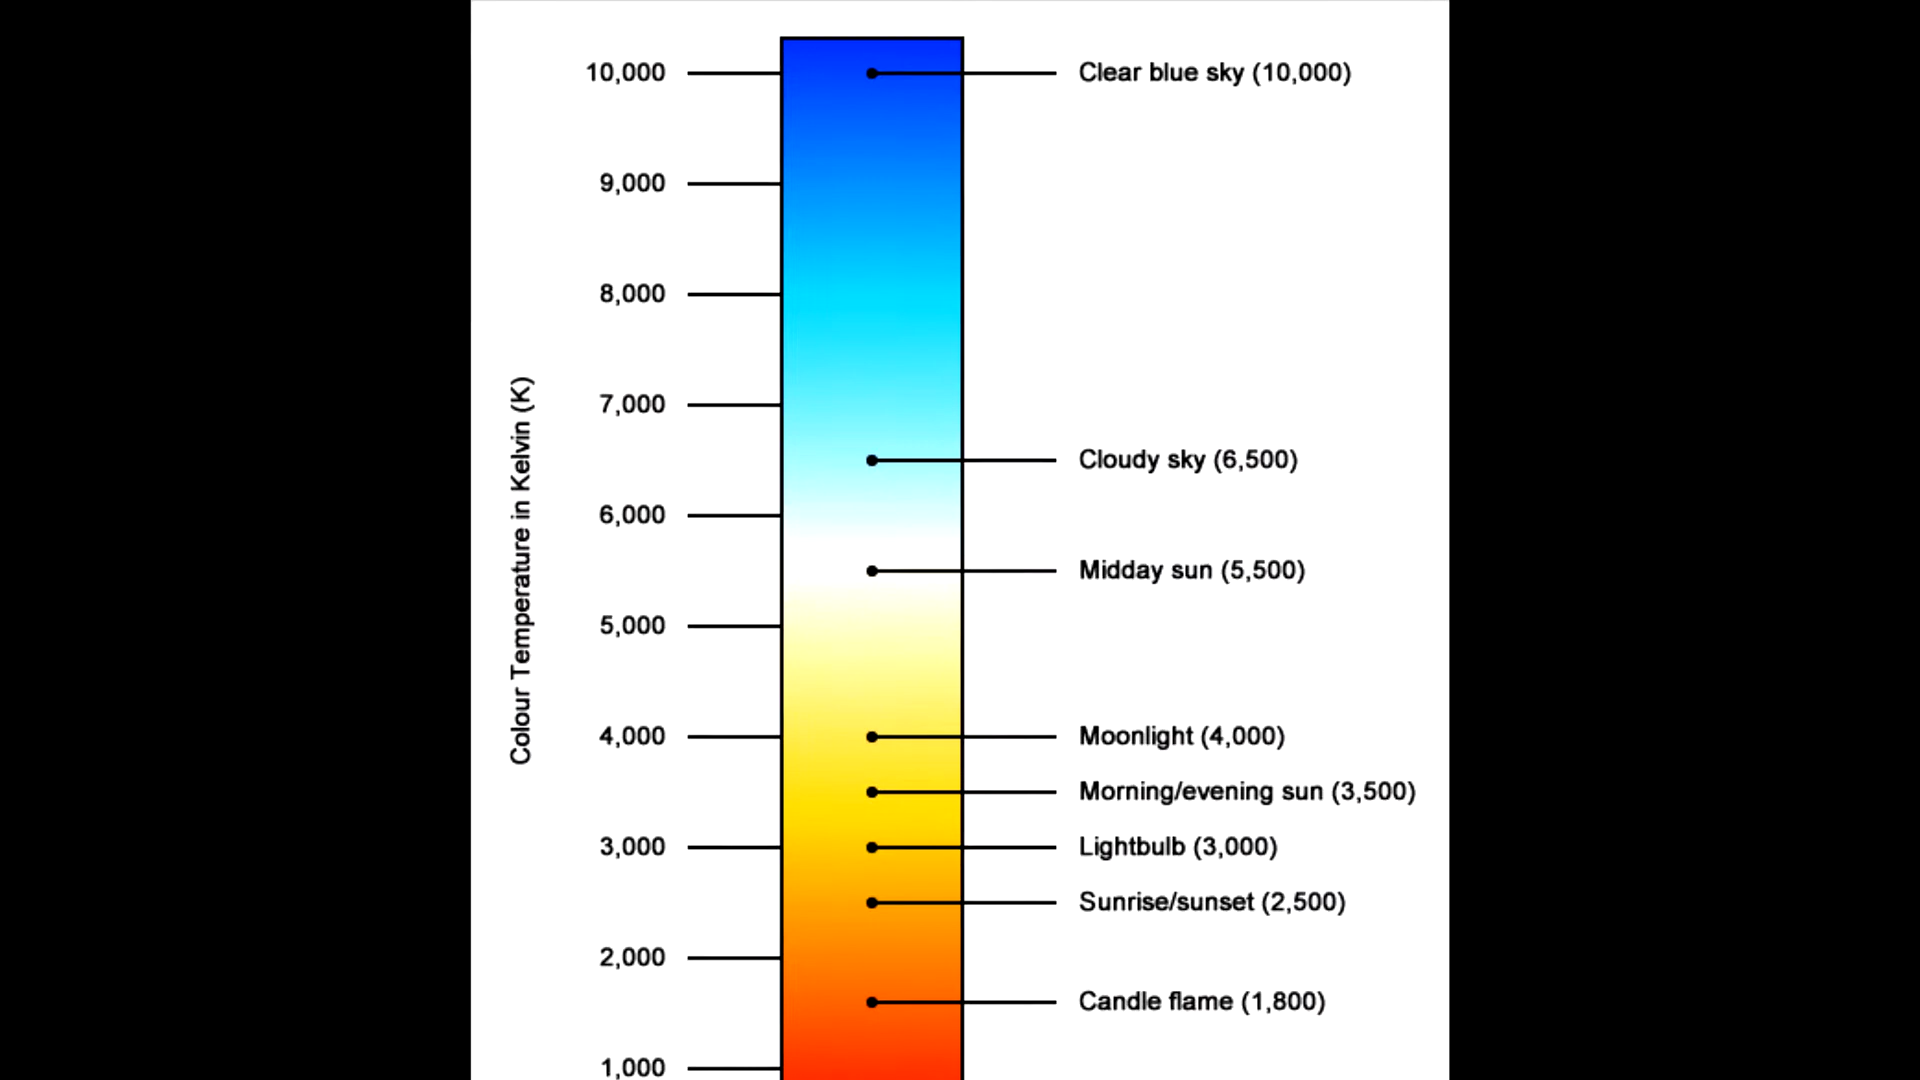 10,000
Clear blue sky (10,000)
9,000
8,000
7,000
Cloudy sky (6,500)
6,000
Midday sun (5,500)
5,000
Colour Temperature in Kelvin (K)
4,000
Moonlight (4,000)
Morning/evening sun (3,500)
3,000
Lightbulb (3,000)
Sunrise/sunset (2,500)
2,000
Candle flame (1,800)
1,000